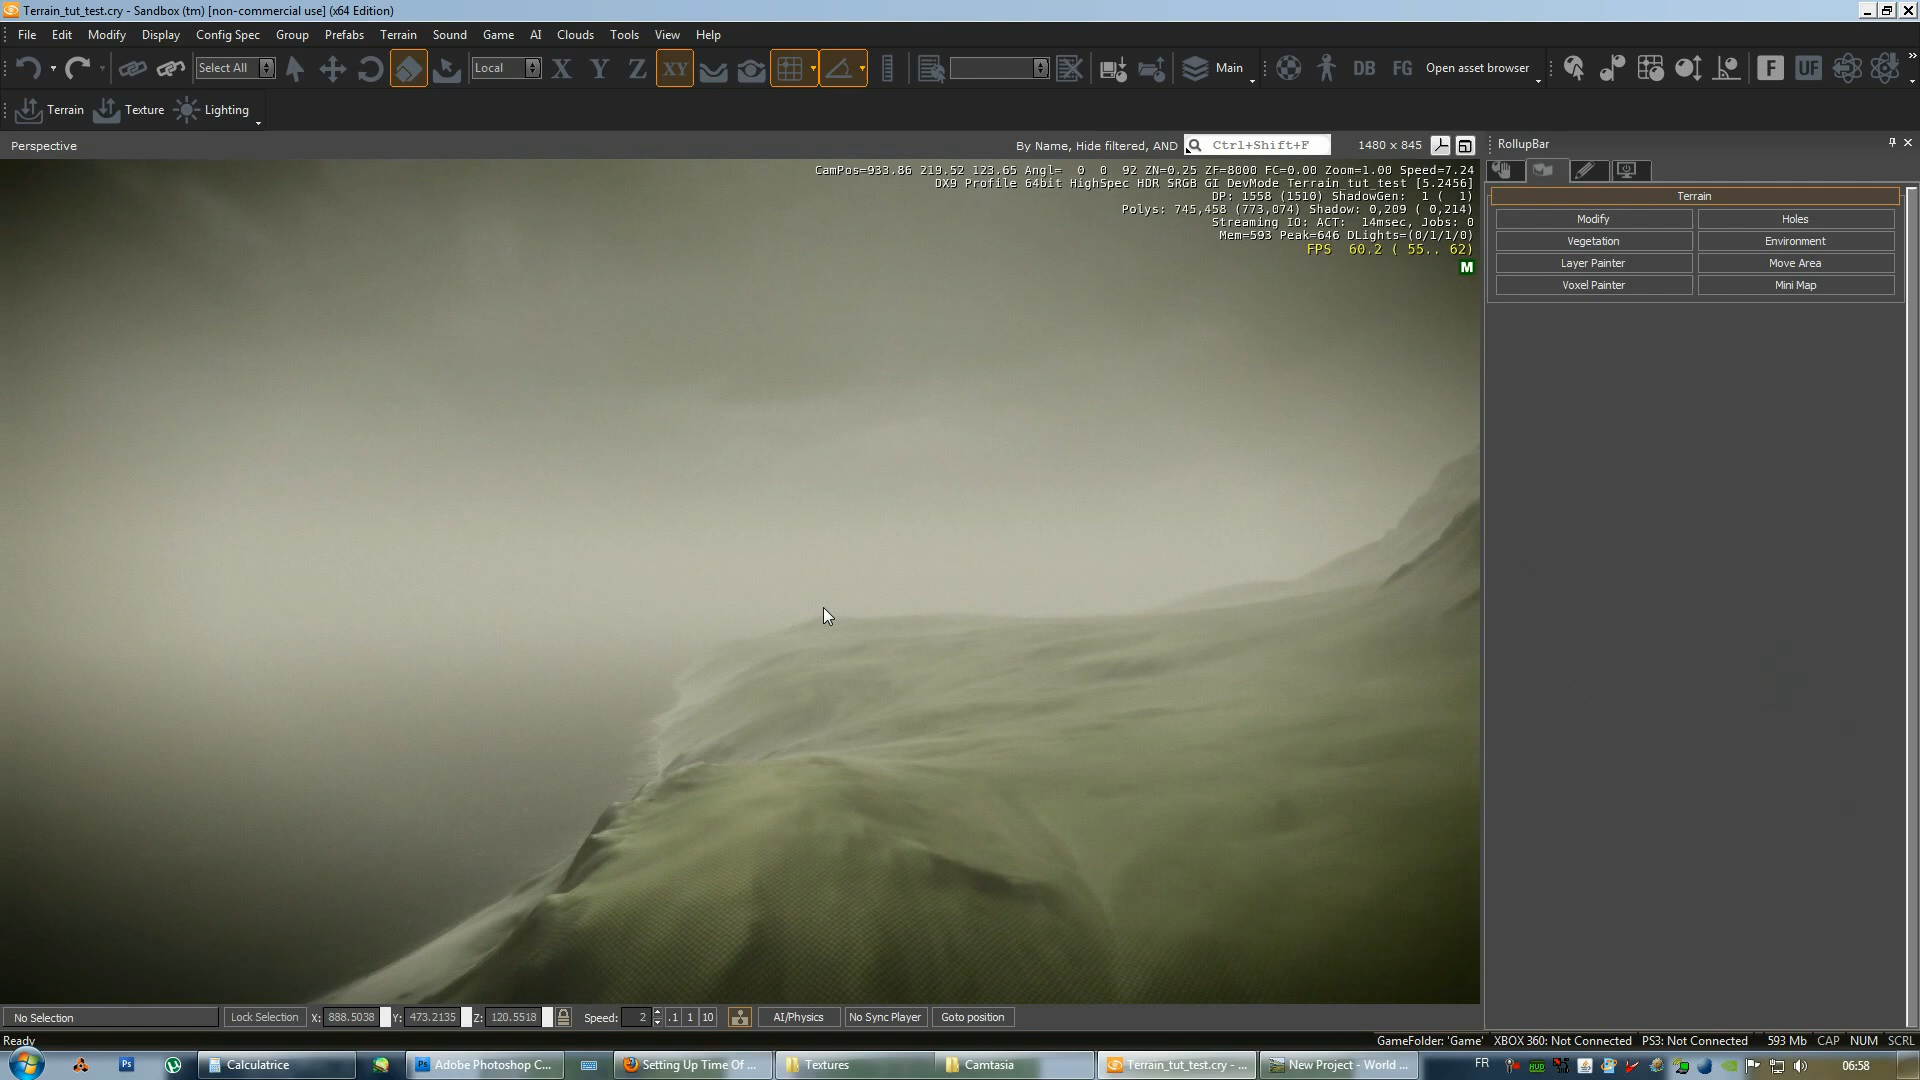 Terrain_tut_test.cry - Sandbox (tm) [non-commercial use] (x64 Edition)
File Edit Modify Display Config Spec Group Prefabs Terrain Sound Game AI Clouds Tools View Help
Select All Local X Y Z XY Main DB FG Open asset browser F UF
Terrain Texture Lighting
Perspective By Name, Hide filtered, AND Ctrl+Shift+F 1480 x 845 RollupBar
CamPos=933.86 219.52 123.65 Angl= 0 0 92 ZN=0.25 ZF=8000 FC=0.00 Zoom=1.00 Speed=7.24
DX9 Profile 64bit HighSpec HDR SRGB GI DevMode Terrain_tut_test [5.2456]
DP: 1558 (1510) ShadowGen: 1 ( 1)
Polys: 745,458 (773,074) Shadow: 0,209 ( 0,214)
Streaming IO: ACT: 14msec, Jobs: 0
Mem=593 Peak=646 DLights=(0/1/1/0)
FPS 60.2 ( 55.. 62)
M
Terrain
Modify Holes
Vegetation Environment
Layer Painter Move Area
Voxel Painter Mini Map
No Selection Lock Selection X: 888.5038 Y: 473.2135 Z: 120.5518 Speed: 2 .1 1 10 AI/Physics No Sync Player Goto position
Ready GameFolder: 'Game' XBOX 360: Not Connected PS3: Not Connected 593 Mb CAP NUM SCRL
Ps Calculatrice Ps Adobe Photoshop C... Setting Up Time Of ... Textures Camtasia Terrain_tut_test.cry - ... New Project - World ... FR 06:58